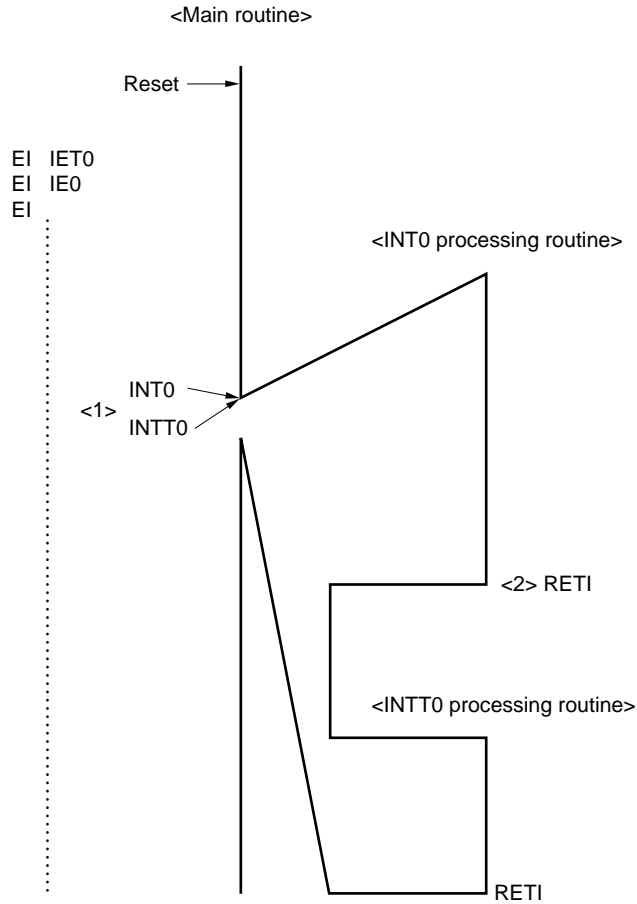 <Main routine>
Reset
EI IET0
EI IE0
EI
<INT0 processing routine>
INT0
<1>
INTT0
<2> RETI
<INTT0 processing routine>
RETI